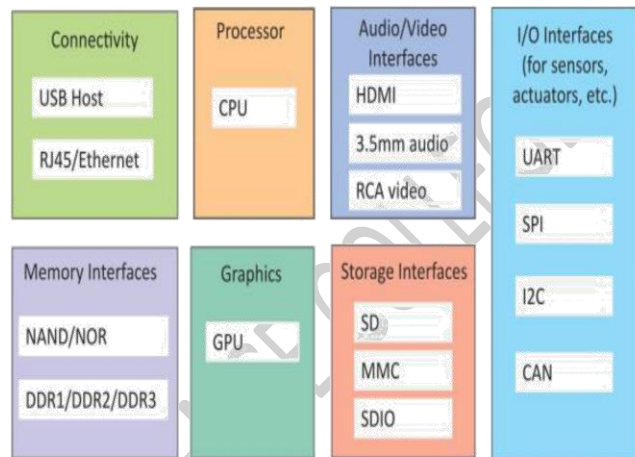 Connectivity
USB Host
RJ45/Ethernet
Processor
CPU
Audio/Video
Interfaces
HDMI
3.5mm audio
RCA video
I/O Interfaces
(for sensors,
actuators, etc.)
UART
SPI
I2C
CAN
Memory Interfaces
NAND/NOR
DDR1/DDR2/DDR3
Graphics
GPU
Storage Interfaces
SD
MMC
SDIO